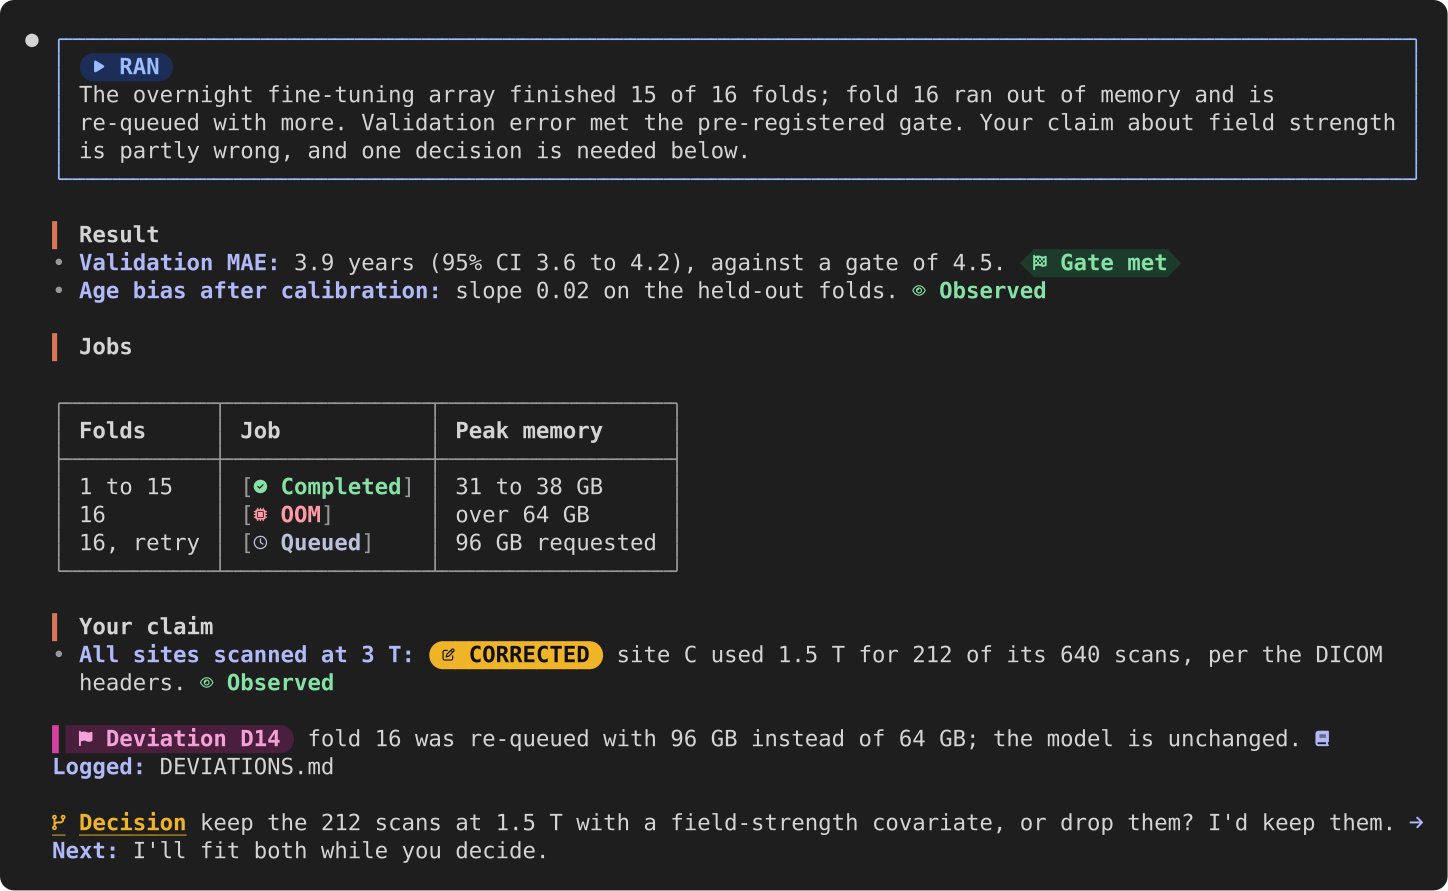 RAN
The overnight fine-tuning array finished 15 of 16 folds; fold 16 ran out of memory and is
re-queued with more. Validation error met the pre-registered gate. Your claim about field strength
is partly wrong, and one decision is needed below.
Result
• Validation MAE: 3.9 years (95% CI 3.6 to 4.2), against a gate of 4.5. Gate met
• Age bias after calibration: slope 0.02 on the held-out folds. Observed
Jobs
Folds Job Peak memory
1 to 15 [Completed] 31 to 38 GB
16 [OOM] over 64 GB
16, retry [Queued] 96 GB requested
Your claim
• All sites scanned at 3 T: CORRECTED site C used 1.5 T for 212 of its 640 scans, per the DICOM
headers. Observed
Deviation D14 fold 16 was re-queued with 96 GB instead of 64 GB; the model is unchanged.
Logged: DEVIATIONS.md
Decision keep the 212 scans at 1.5 T with a field-strength covariate, or drop them? I'd keep them. →
Next: I'll fit both while you decide.